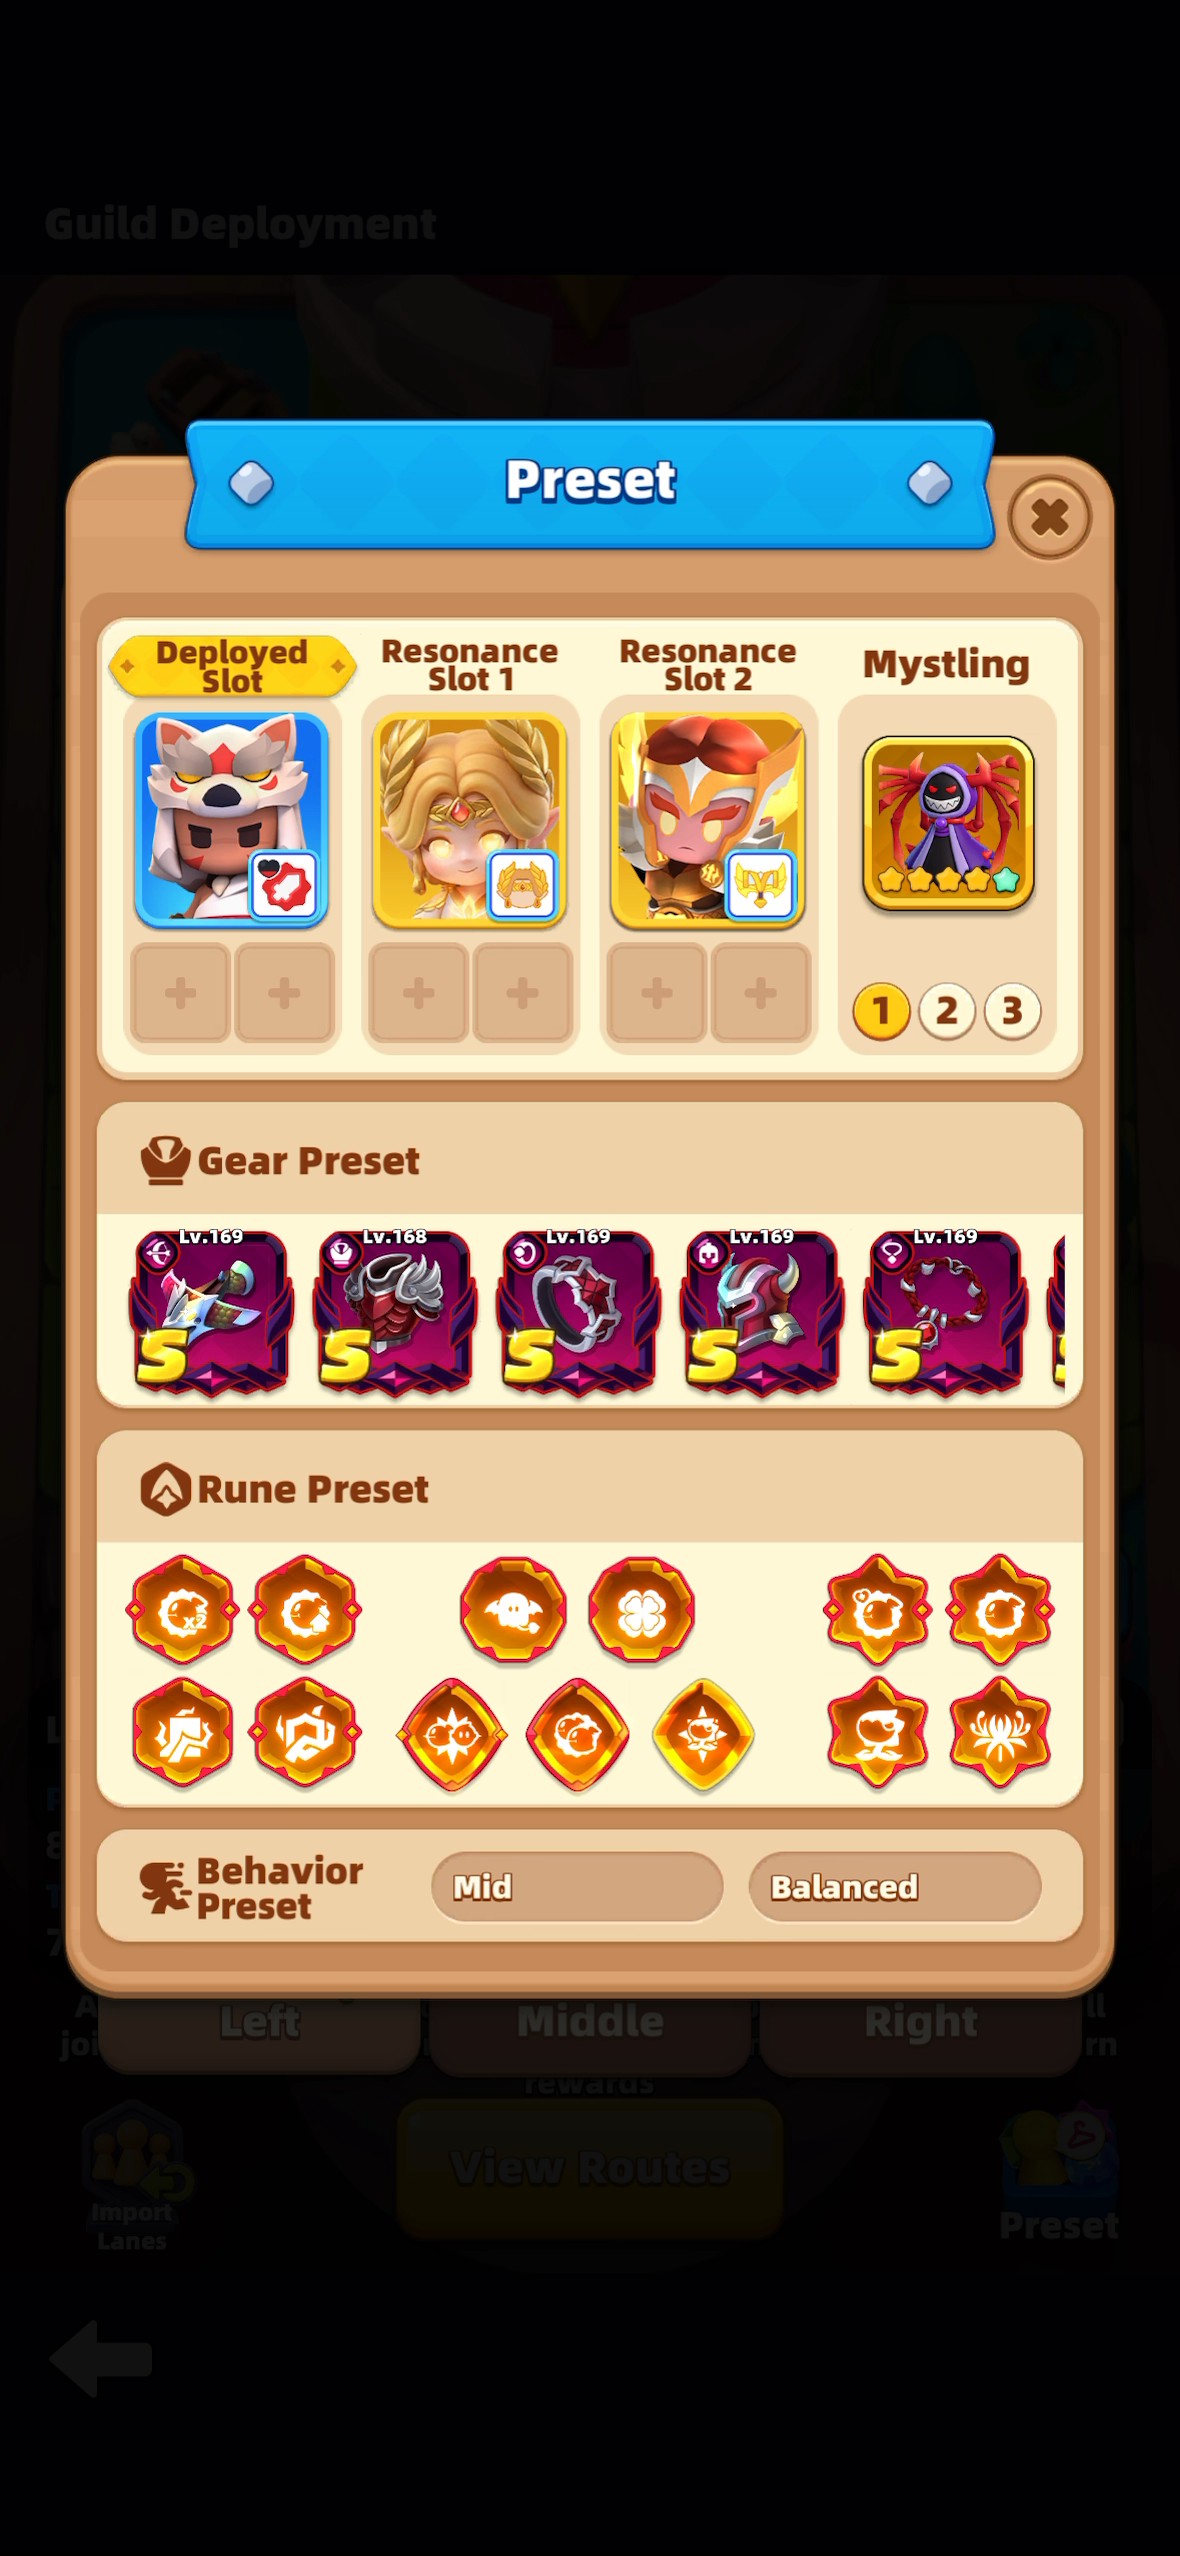 Guild Deployment
Preset
Deployed
Slot
Resonance
Slot 1
Resonance
Slot 2
Mystling
1 2 3
Gear Preset
Lv.169 Lv.168 Lv.169 Lv.169 Lv.169
S S S S S
Rune Preset
x2
Behavior
Preset
Mid Balanced
Left Middle Right
rewards
View Routes
Import
Lanes
Preset